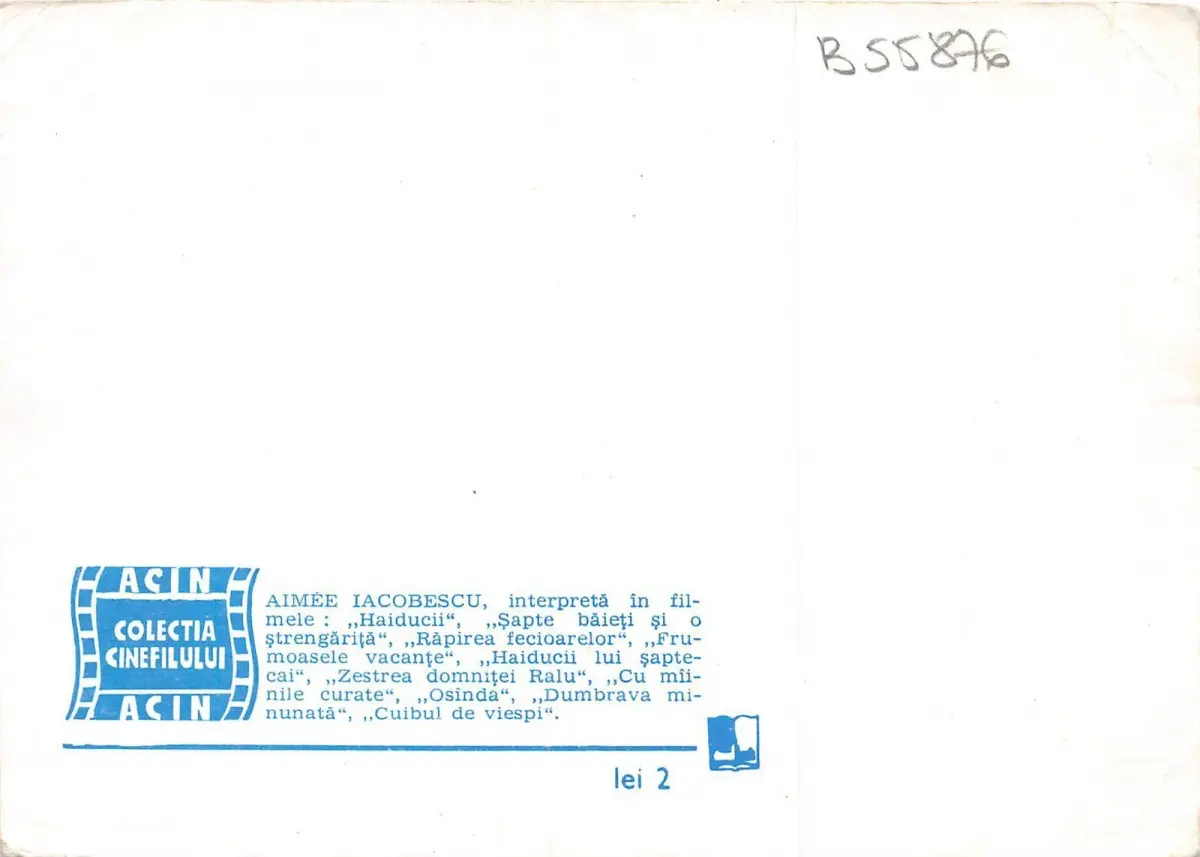 B55876
ACIN
COLECTIA
CINEFILULUI
ACIN
AIMÉE IACOBESCU, interpretă în fil-
mele : „Haiducii“, „Şapte băieţi şi o
ştrengăriţă“, „Răpirea fecioarelor“, „Fru-
moasele vacanţe“, „Haiducii lui şapte-
cai“, „Zestrea domniţei Ralu“, „Cu mîi-
nile curate“, „Osînda“, „Dumbrava mi-
nunată“, „Cuibul de viespi“.
lei 2